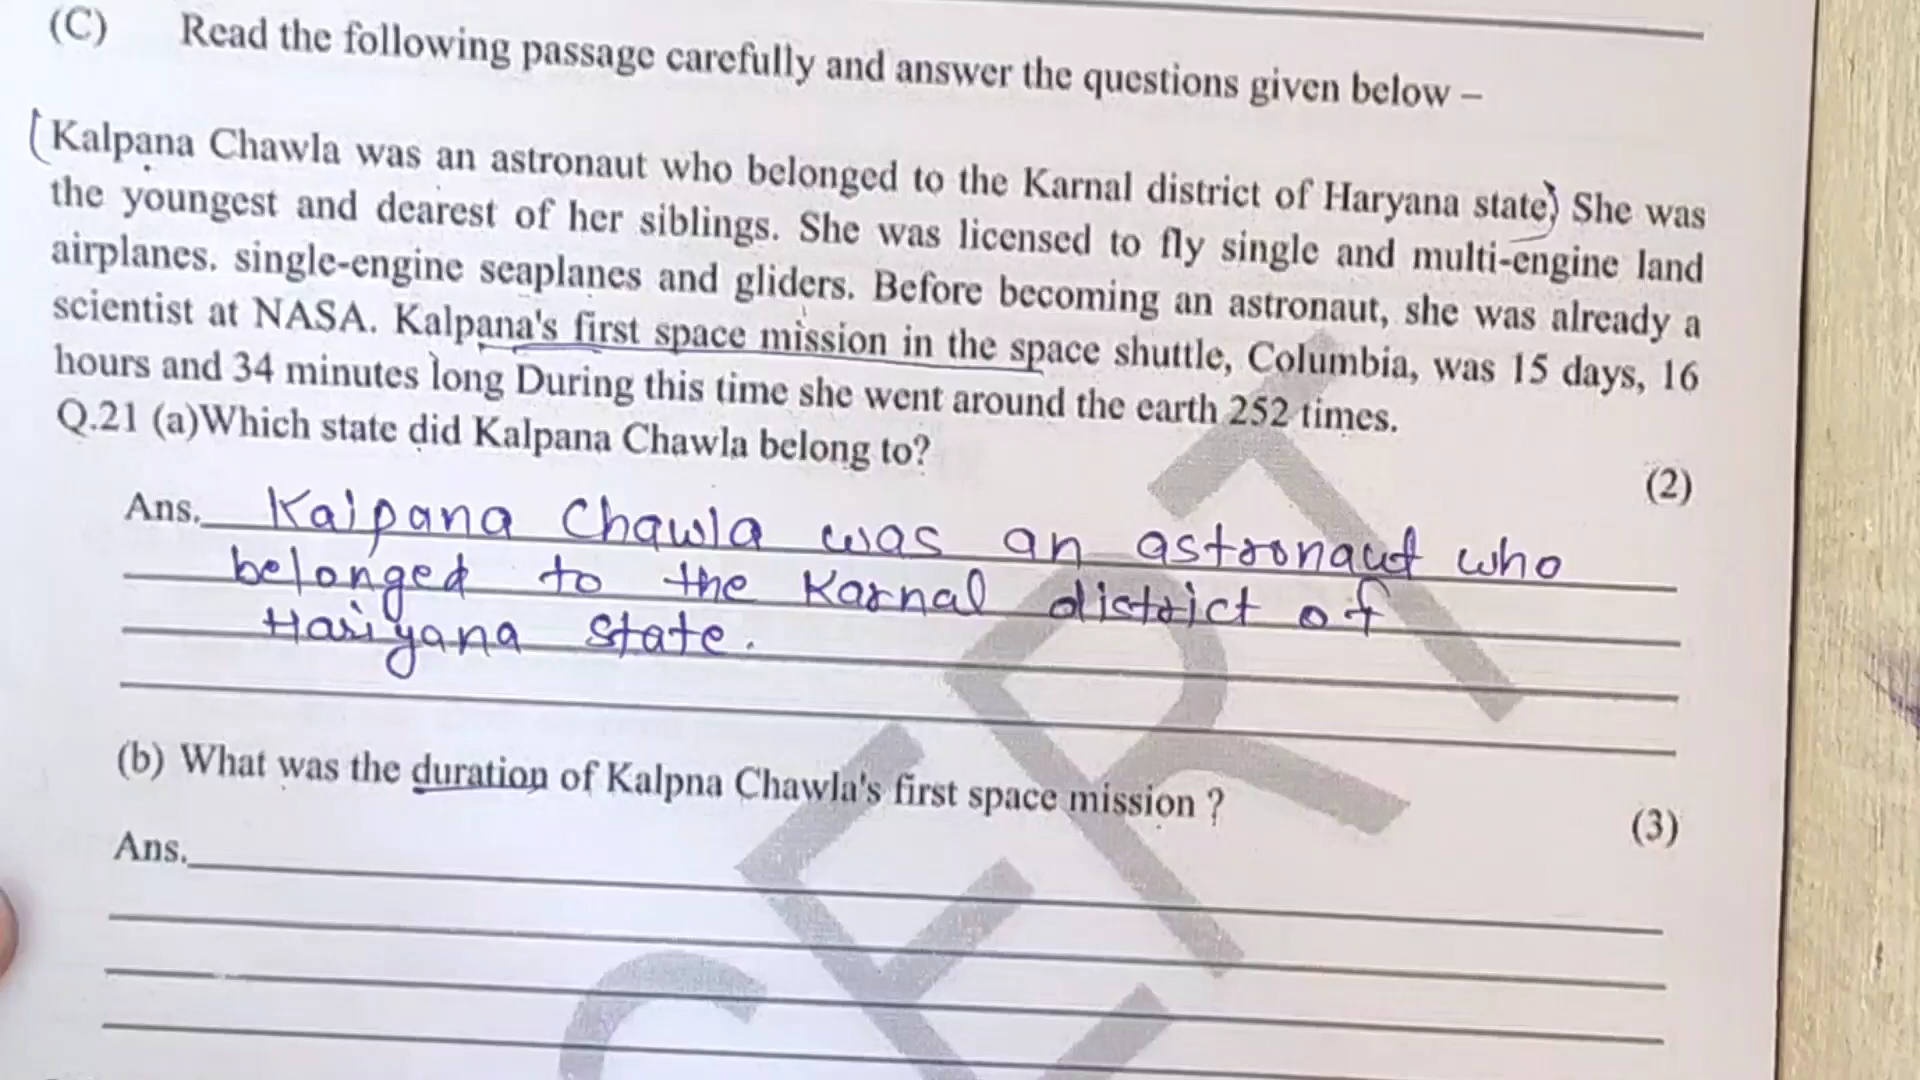 (C) Read the following passage carefully and answer the questions given below –
Kalpana Chawla was an astronaut who belonged to the Karnal district of Haryana state) She was
the youngest and dearest of her siblings. She was licensed to fly single and multi-engine land
airplanes. single-engine seaplanes and gliders. Before becoming an astronaut, she was already a
scientist at NASA. Kalpana's first space mission in the space shuttle, Columbia, was 15 days, 16
hours and 34 minutes long During this time she went around the earth 252 times.
Q.21 (a)Which state did Kalpana Chawla belong to?
(2)
Ans. Kalpana Chawla was an astronaut who
belonged to the Karnal district of
Hariyana state.
(b) What was the duration of Kalpna Chawla's first space mission ?
(3)
Ans.
CERT